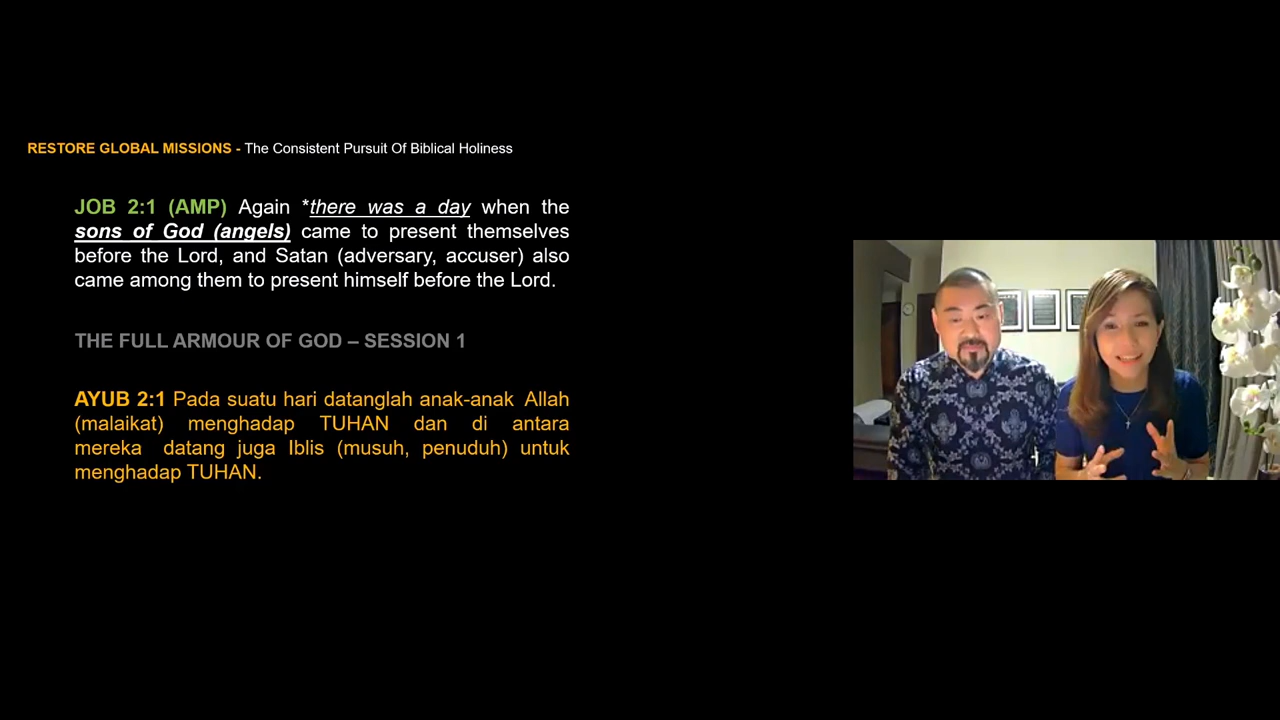 RESTORE GLOBAL MISSIONS - The Consistent Pursuit Of Biblical Holiness
JOB 2:1 (AMP) Again *there was a day when the
sons of God (angels) came to present themselves
before the Lord, and Satan (adversary, accuser) also
came among them to present himself before the Lord.
THE FULL ARMOUR OF GOD – SESSION 1
AYUB 2:1 Pada suatu hari datanglah anak-anak Allah
(malaikat) menghadap TUHAN dan di antara
mereka datang juga Iblis (musuh, penuduh) untuk
menghadap TUHAN.